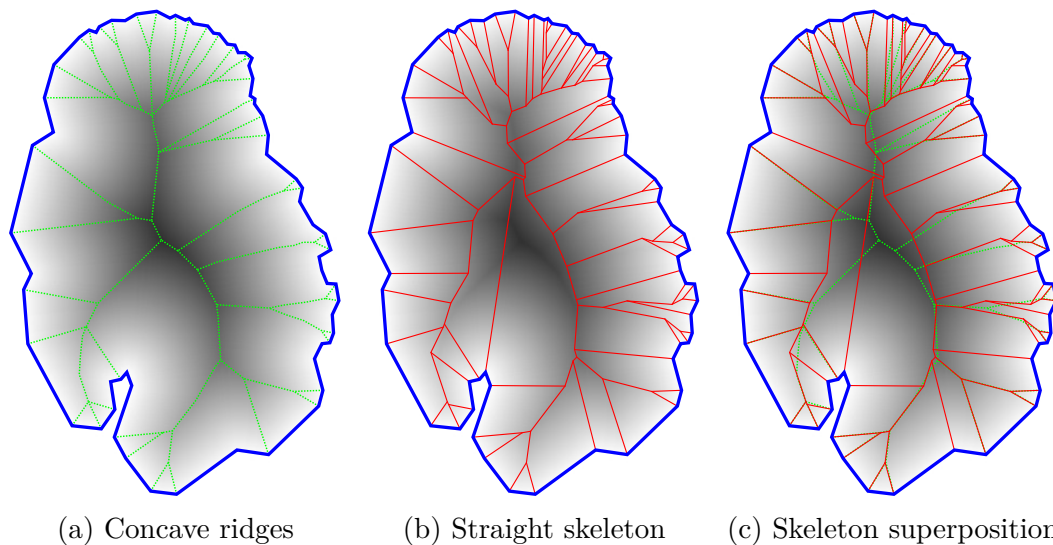 (a) Concave ridges
(b) Straight skeleton
(c) Skeleton superposition